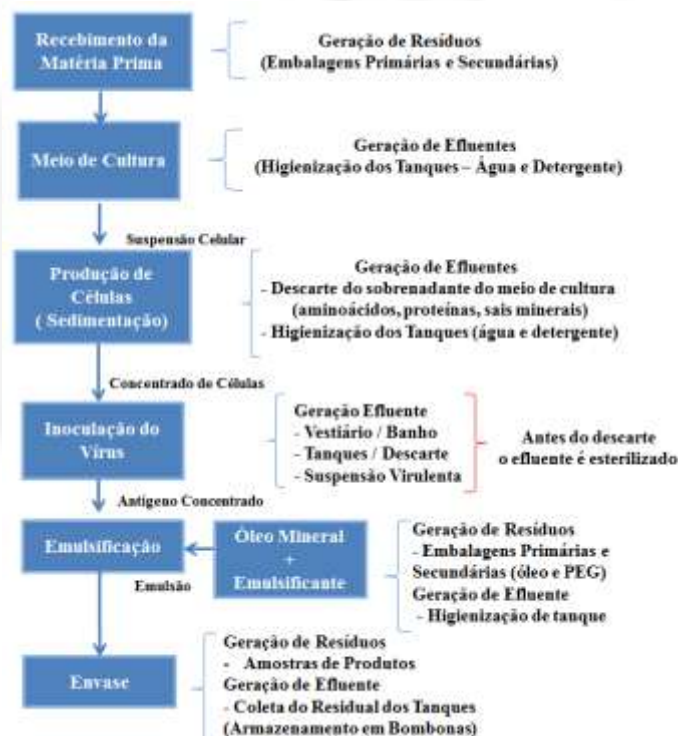 Recebimento da
Matéria Prima
Geração de Resíduos
(Embalagens Primárias e Secundárias)
Meio de Cultura
Geração de Efluentes
(Higienização dos Tanques – Água e Detergente)
Suspensão Celular
Produção de
Células
( Sedimentação)
Geração de Efluentes
- Descarte do sobrenadante do meio de cultura
(aminoácidos, proteínas, sais minerais)
- Higienização dos Tanques (água e detergente)
Concentrado de Células
Inoculação do
Vírus
Geração Efluente
- Vestiário / Banho
- Tanques / Descarte
- Suspensão Virulenta
Antes do descarte
o efluente é esterilizado
Antígeno Concentrado
Emulsificação
Óleo Mineral
+
Emulsificante
Geração de Resíduos
- Embalagens Primárias e
Secundárias (óleo e PEG)
Geração de Efluente
- Higienização de tanque
Emulsão
Envase
Geração de Resíduos
- Amostras de Produtos
Geração de Efluente
- Coleta do Residual dos Tanques
(Armazenamento em Bombonas)